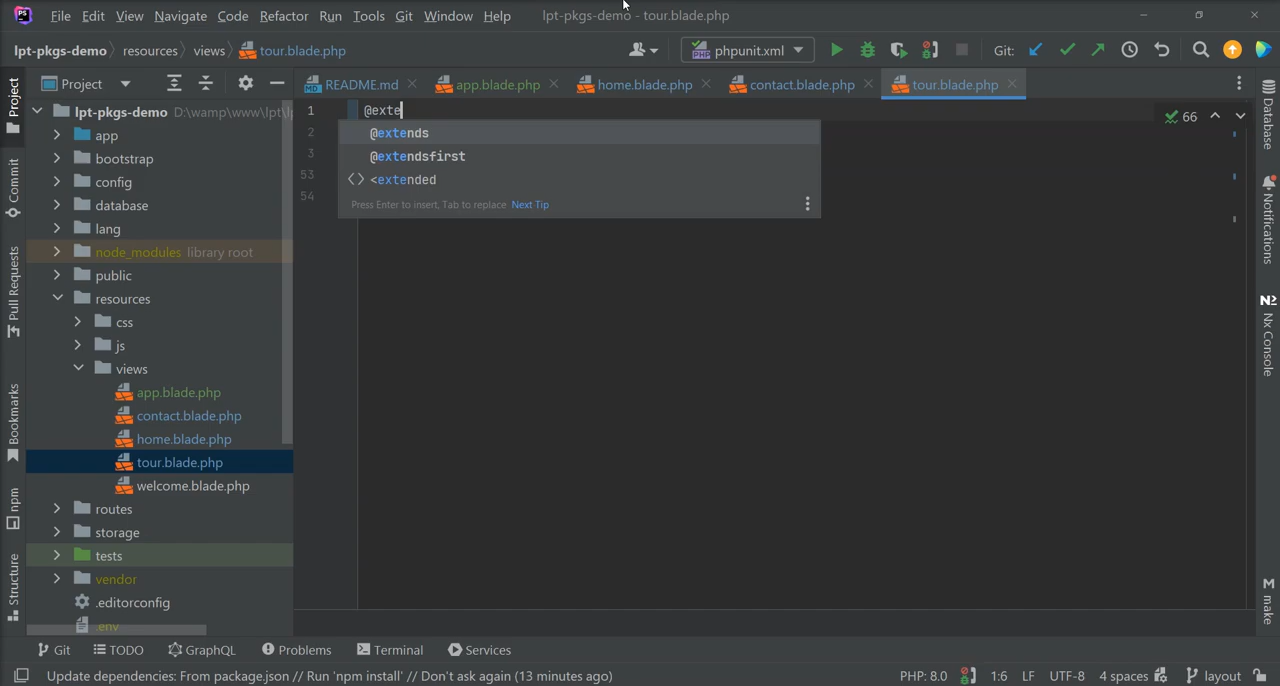 PS File Edit View Navigate Code Refactor Run Tools Git Window Help lpt-pkgs-demo - tour.blade.php
lpt-pkgs-demo resources views tour.blade.php phpunit.xml Git:
Project README.md app.blade.php home.blade.php contact.blade.php tour.blade.php
Project
Commit
Pull Requests
Bookmarks
npm
Structure
lpt-pkgs-demo D:\wamp\www\lpt\l
app
bootstrap
config
database
lang
node_modules library root
public
resources
css
js
views
app.blade.php
contact.blade.php
home.blade.php
tour.blade.php
welcome.blade.php
routes
storage
tests
vendor
.editorconfig
.env
1 @exte
2
3
53
54
66
@extends
@extendsfirst
<> <extended
Press Enter to insert, Tab to replace Next Tip
Database
Notifications
Nx Console
M make
Git TODO GraphQL Problems Terminal Services
Update dependencies: From package.json // Run 'npm install' // Don't ask again (13 minutes ago) PHP: 8.0 1:6 LF UTF-8 4 spaces layout